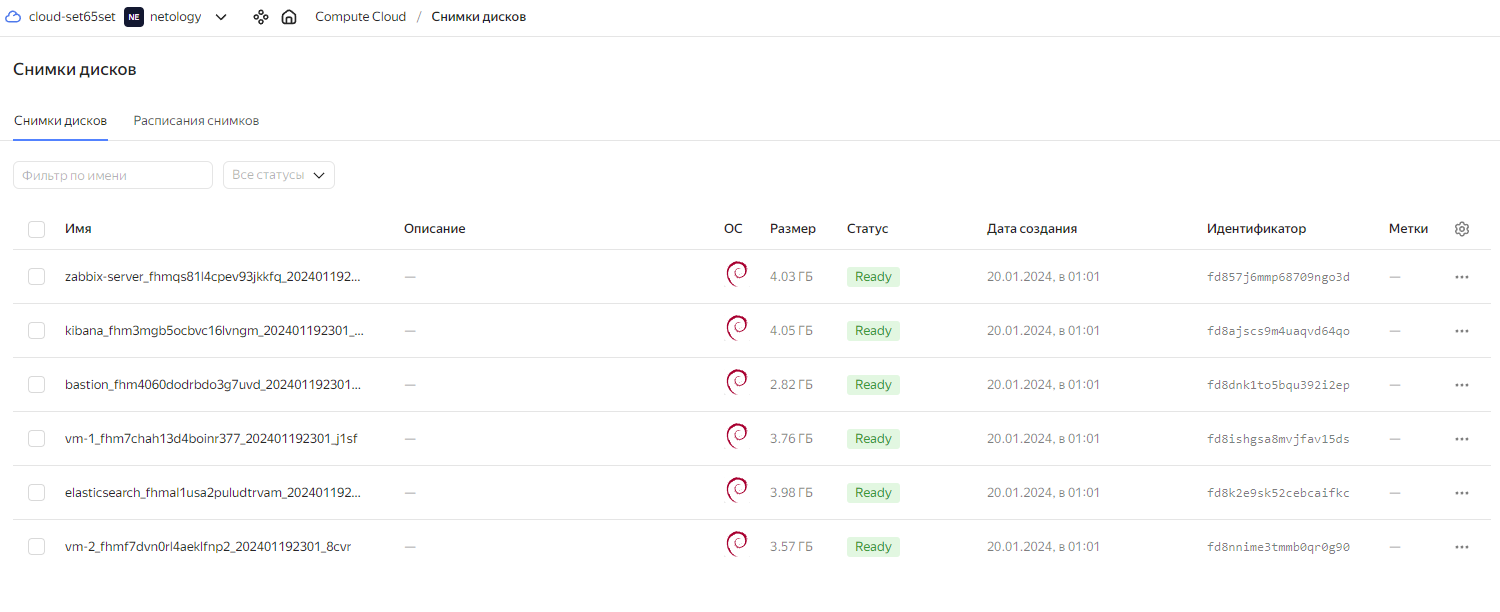 cloud-set65set NE netology Compute Cloud / Снимки дисков
Снимки дисков
Снимки дисков Расписания снимков
Фильтр по имени Все статусы
Имя Описание ОС Размер Статус Дата создания Идентификатор Метки
zabbix-server_fhmqs81l4cpev93jkkfq_202401192... — 4.03 ГБ Ready 20.01.2024, в 01:01 fd857j6mmp68709ngo3d — ...
kibana_fhm3mgb5ocbvc16lvngm_202401192301_... — 4.05 ГБ Ready 20.01.2024, в 01:01 fd8ajscs9m4uaqvd64qo — ...
bastion_fhm4060dodrbdo3g7uvd_202401192301... — 2.82 ГБ Ready 20.01.2024, в 01:01 fd8dnk1to5bqu392i2ep — ...
vm-1_fhm7chah13d4boinr377_202401192301_j1sf — 3.76 ГБ Ready 20.01.2024, в 01:01 fd8ishgsa8mvjfav15ds — ...
elasticsearch_fhmal1usa2puludtrvam_202401192... — 3.98 ГБ Ready 20.01.2024, в 01:01 fd8k2e9sk52cebcaifkc — ...
vm-2_fhmf7dvn0rl4aeklfnp2_202401192301_8cvr — 3.57 ГБ Ready 20.01.2024, в 01:01 fd8nnime3tmmb0qr0g90 — ...